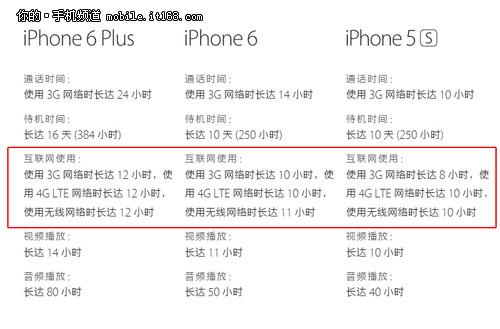 你的·手机频道 mobile.it168.com
iPhone 6 Plus
iPhone 6
iPhone 5 S
通话时间：
使用 3G 网络时长达 24 小时
通话时间：
使用 3G 网络时长达 14 小时
通话时间：
使用 3G 网络时长达 10 小时
待机时间：
长达 16 天 (384 小时)
待机时间：
长达 10 天 (250 小时)
待机时间：
长达 10 天 (250 小时)
互联网使用：
使用 3G 网络时长达 12 小时，使
用 4G LTE 网络时长达 12 小时，
使用无线网络时长达 12 小时
互联网使用：
使用 3G 网络时长达 10 小时，使
用 4G LTE 网络时长达 10 小时，
使用无线网络时长达 11 小时
互联网使用：
使用 3G 网络时长达 8 小时，使
用 4G LTE 网络时长达 10 小时，
使用无线网络时长达 10 小时
视频播放：
长达 14 小时
视频播放：
长达 11 小时
视频播放：
长达 10 小时
音频播放：
长达 80 小时
音频播放：
长达 50 小时
音频播放：
长达 40 小时